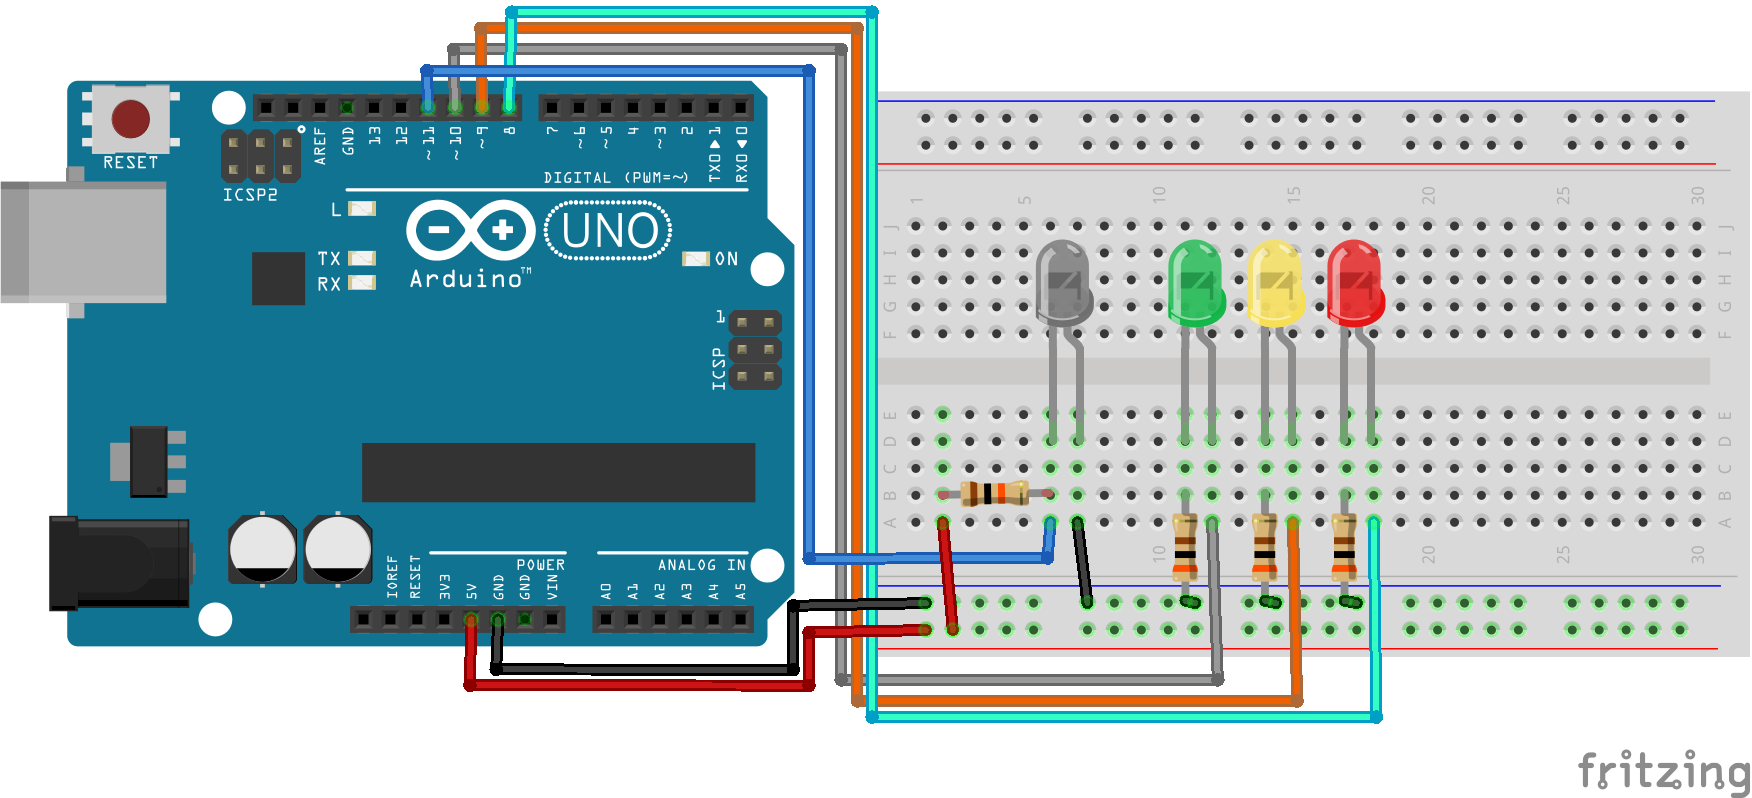 RESET
ICSP2
AREF
GND
13
12
~11
~10
~9
8
7
~6
~5
4
~3
2
TX0▶1
RX0◀0
DIGITAL (PWM=~)
L
TX
RX
UNO
ON
Arduino™
1
ICSP
IOREF
RESET
3V3
5V
GND
GND
VIN
POWER
ANALOG IN
A0
A1
A2
A3
A4
A5
1
5
10
15
20
25
30
J
I
H
G
F
J
I
H
G
F
E
D
C
B
A
E
D
C
B
A
10
20
25
30
fritzing